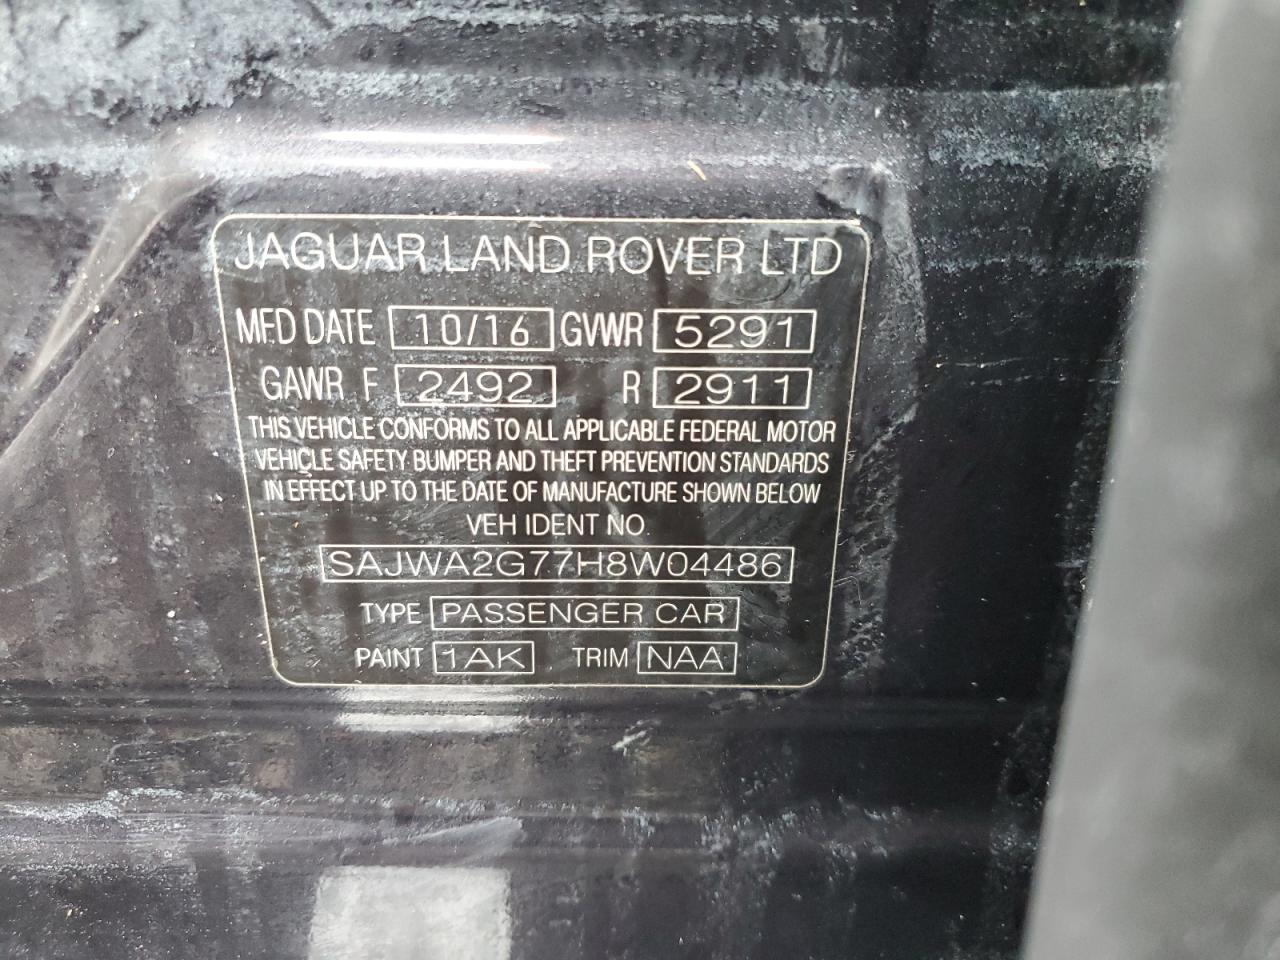 JAGUAR LAND ROVER LTD
MFD DATE 10/16 GVWR 5291
GAWR F 2492 R 2911
THIS VEHICLE CONFORMS TO ALL APPLICABLE FEDERAL MOTOR
VEHICLE SAFETY BUMPER AND THEFT PREVENTION STANDARDS
IN EFFECT UP TO THE DATE OF MANUFACTURE SHOWN BELOW
VEH IDENT NO.
SAJWA2G77H8W04486
TYPE PASSENGER CAR
PAINT 1AK TRIM NAA